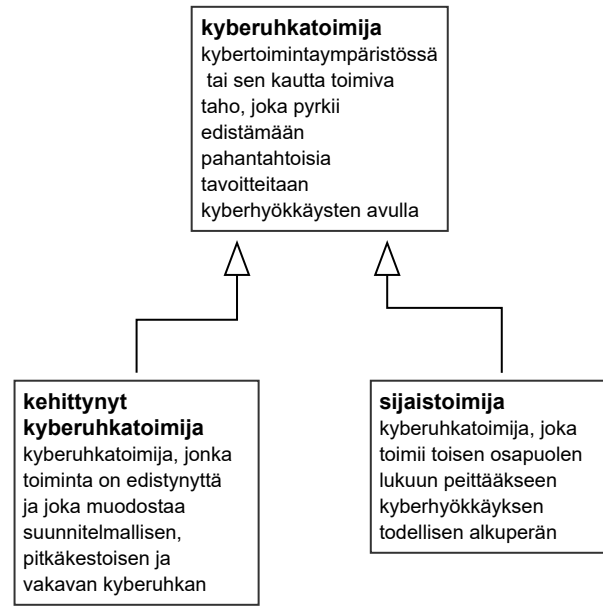 kyberuhkatoimija
kybertoimintaympäristössä
tai sen kautta toimiva
taho, joka pyrkii
edistämään
pahantahtoisia
tavoitteitaan
kyberhyökkäysten avulla
kehittynyt
kyberuhkatoimija
kyberuhkatoimija, jonka
toiminta on edistynyttä
ja joka muodostaa
suunnitelmallisen,
pitkäkestoisen ja
vakavan kyberuhkan
sijaistoimija
kyberuhkatoimija, joka
toimii toisen osapuolen
lukuun peittääkseen
kyberhyökkäyksen
todellisen alkuperän